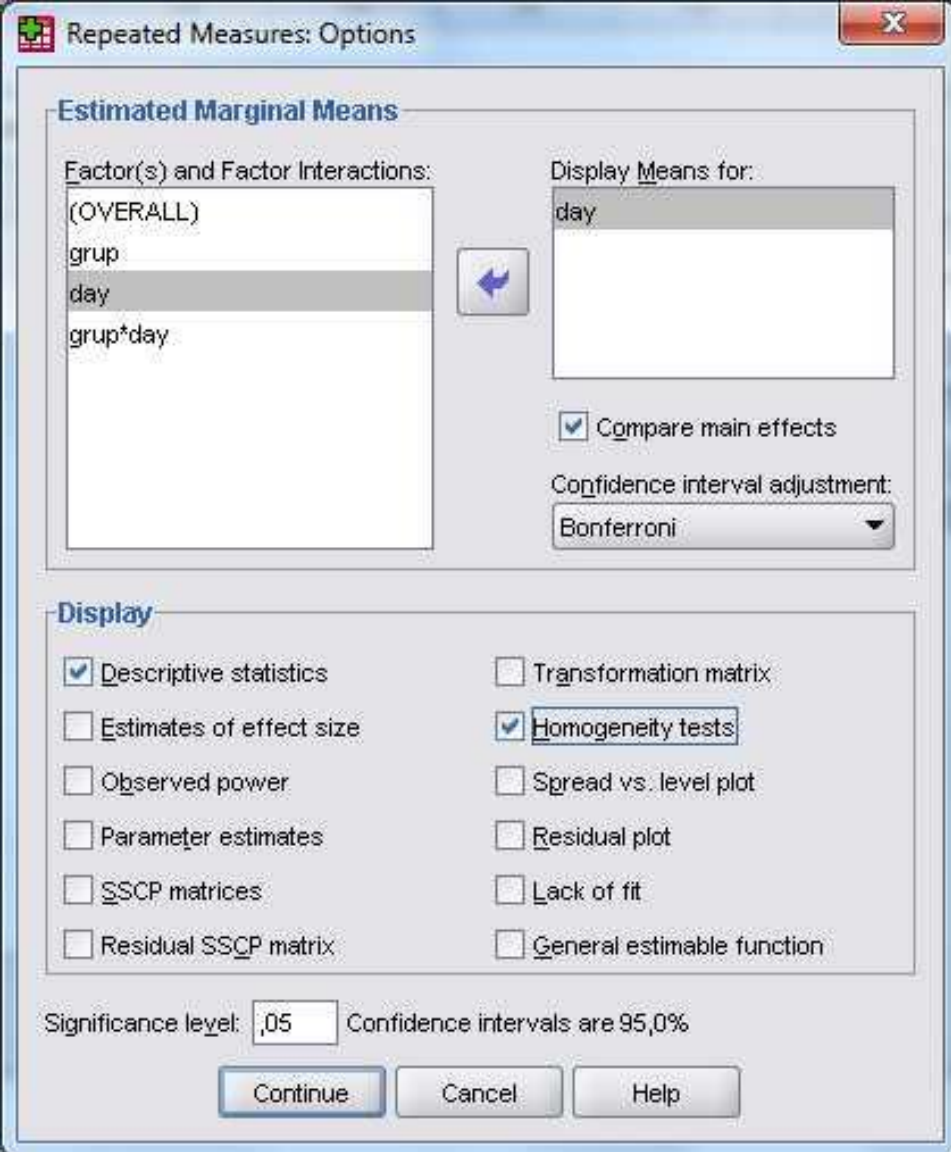 Repeated Measures: Options
Estimated Marginal Means
Factor(s) and Factor Interactions:
(OVERALL)
grup
day
grup*day
Display Means for:
day
Compare main effects
Confidence interval adjustment:
Bonferroni
Display
Descriptive statistics
Estimates of effect size
Observed power
Parameter estimates
SSCP matrices
Residual SSCP matrix
Transformation matrix
Homogeneity tests
Spread vs. level plot
Residual plot
Lack of fit
General estimable function
Significance level: ,05 Confidence intervals are 95,0%
Continue Cancel Help